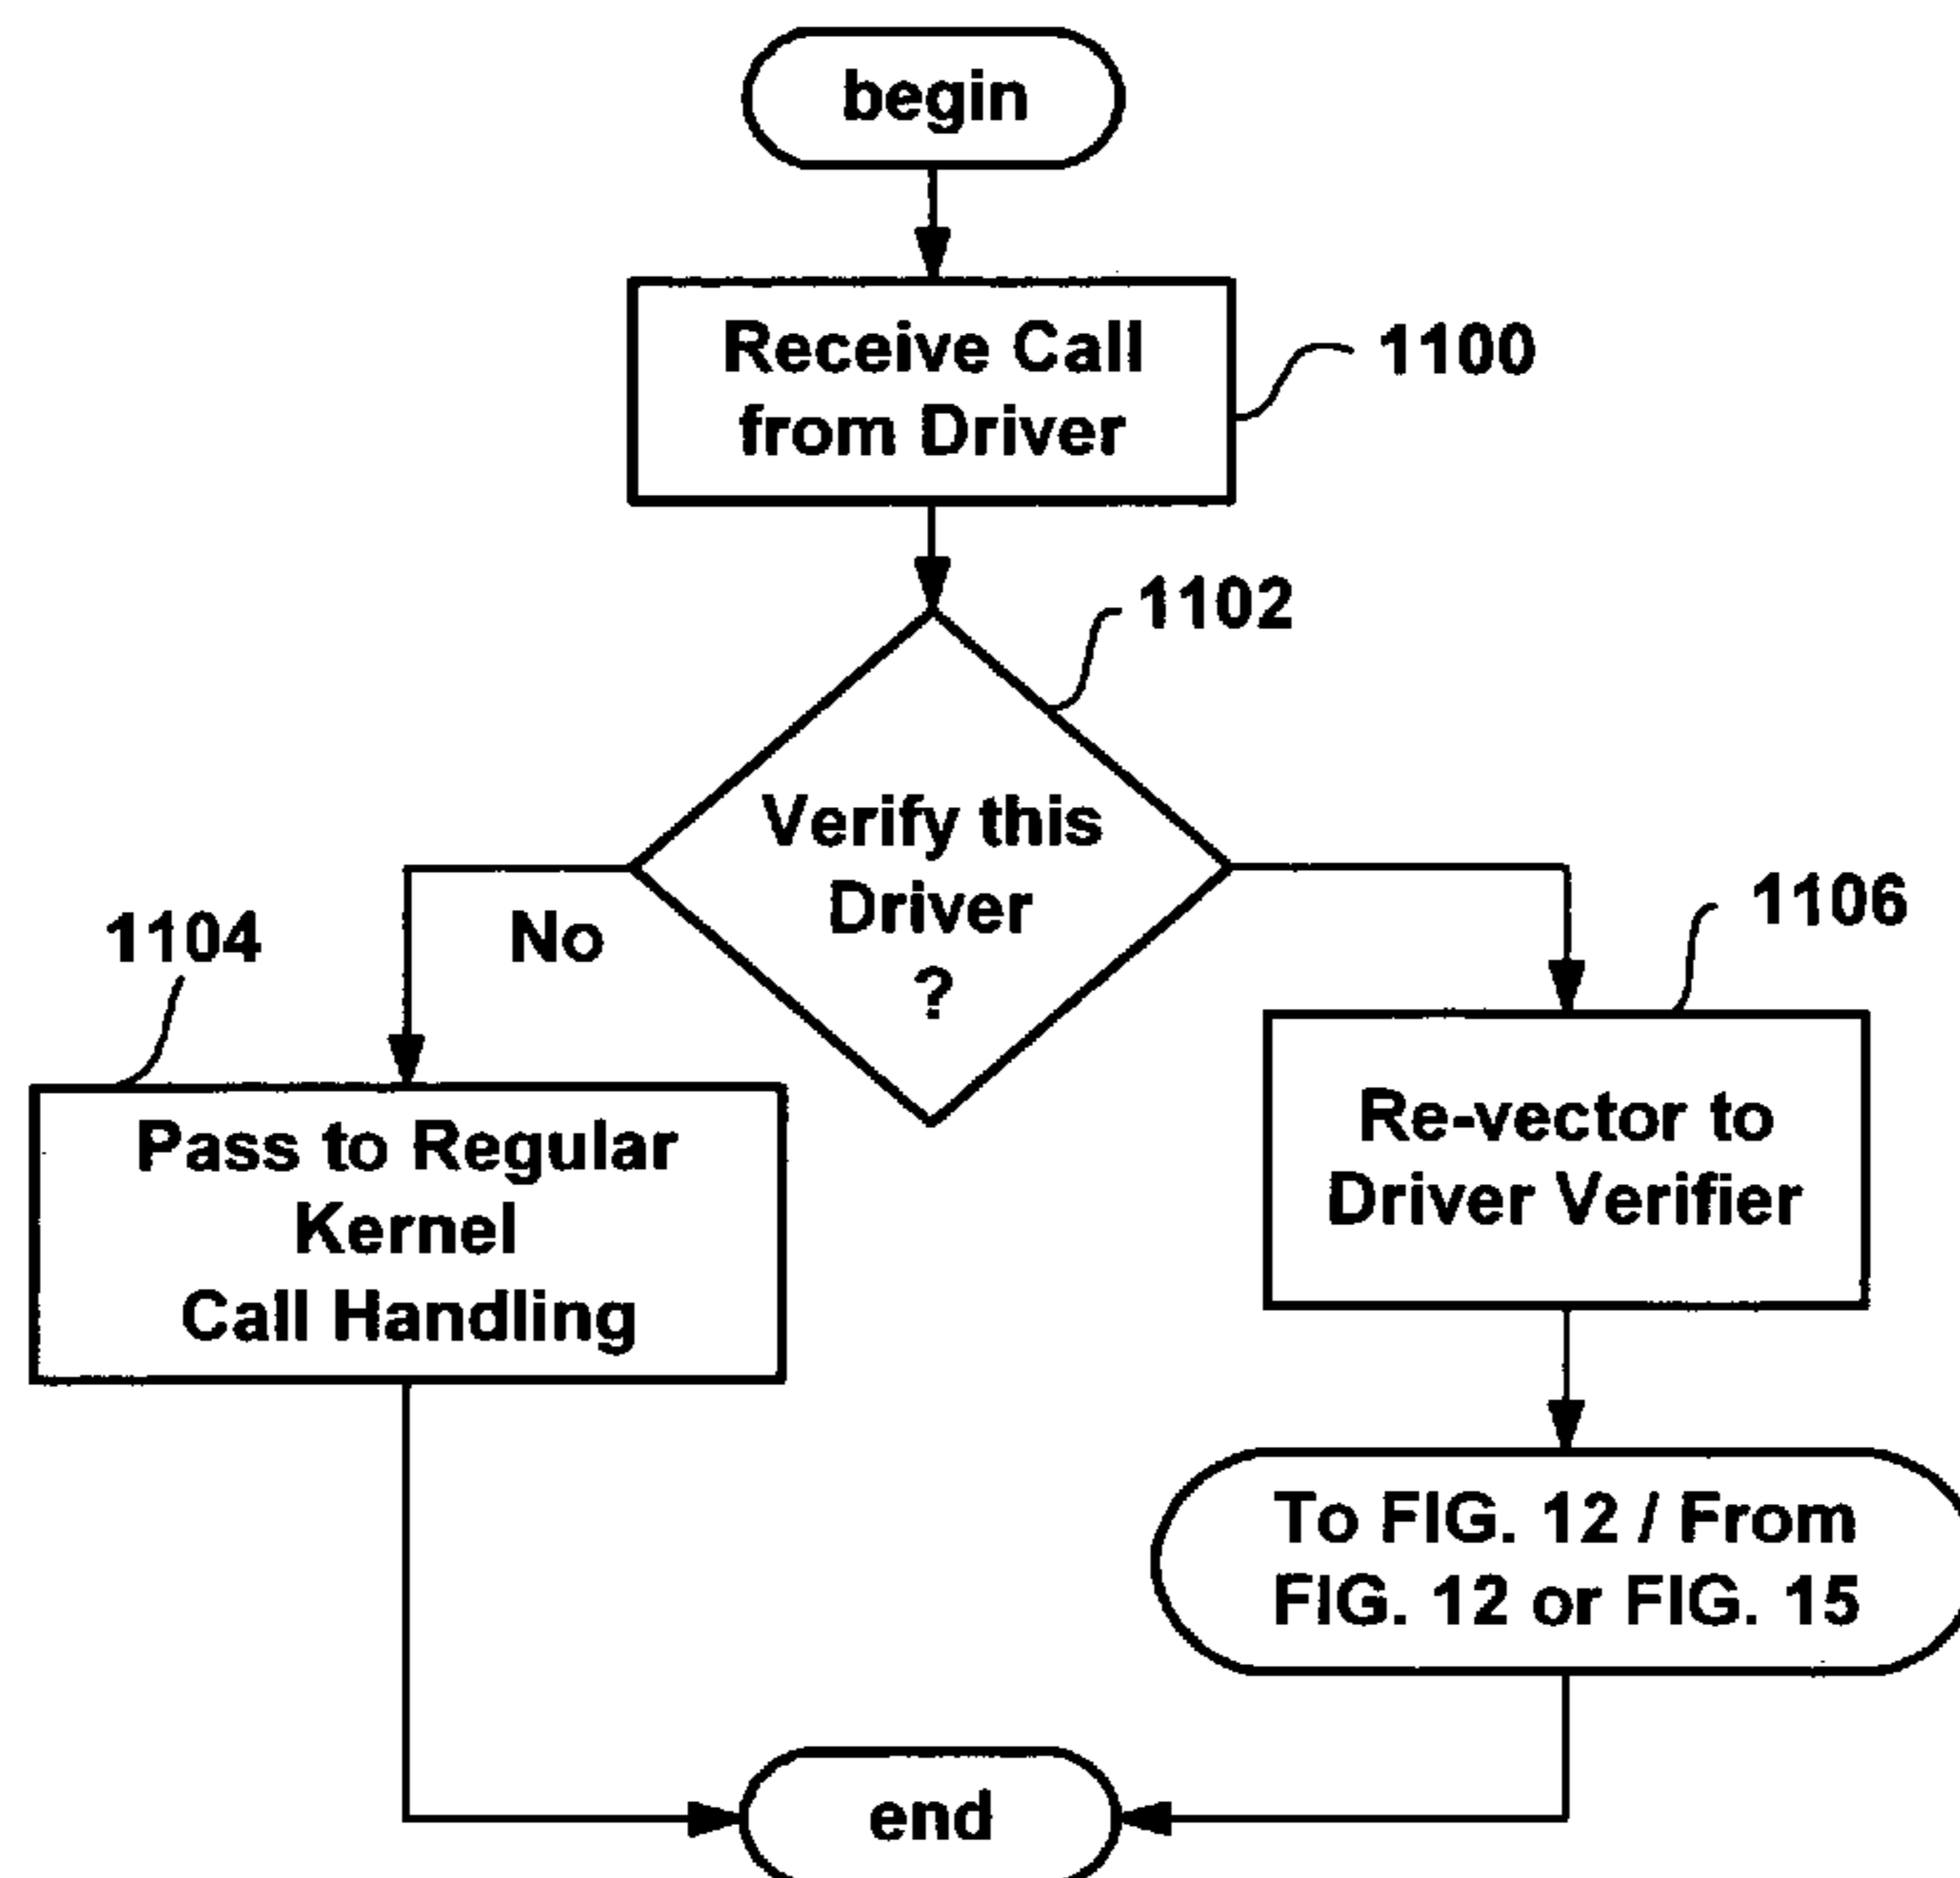 begin
Receive Call
from Driver
1100
1102
Verify this
Driver
?
No
1104
1106
Pass to Regular
Kernel
Call Handling
Re-vector to
Driver Verifier
To FIG. 12 / From
FIG. 12 or FIG. 15
end